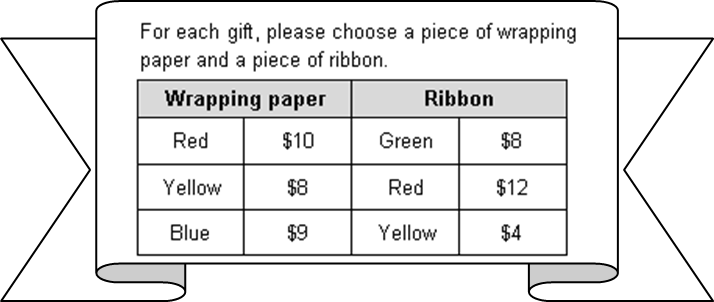 For each gift, please choose a piece of wrapping
paper and a piece of ribbon.
Wrapping paper Ribbon
Red $10 Green $8
Yellow $8 Red $12
Blue $9 Yellow $4